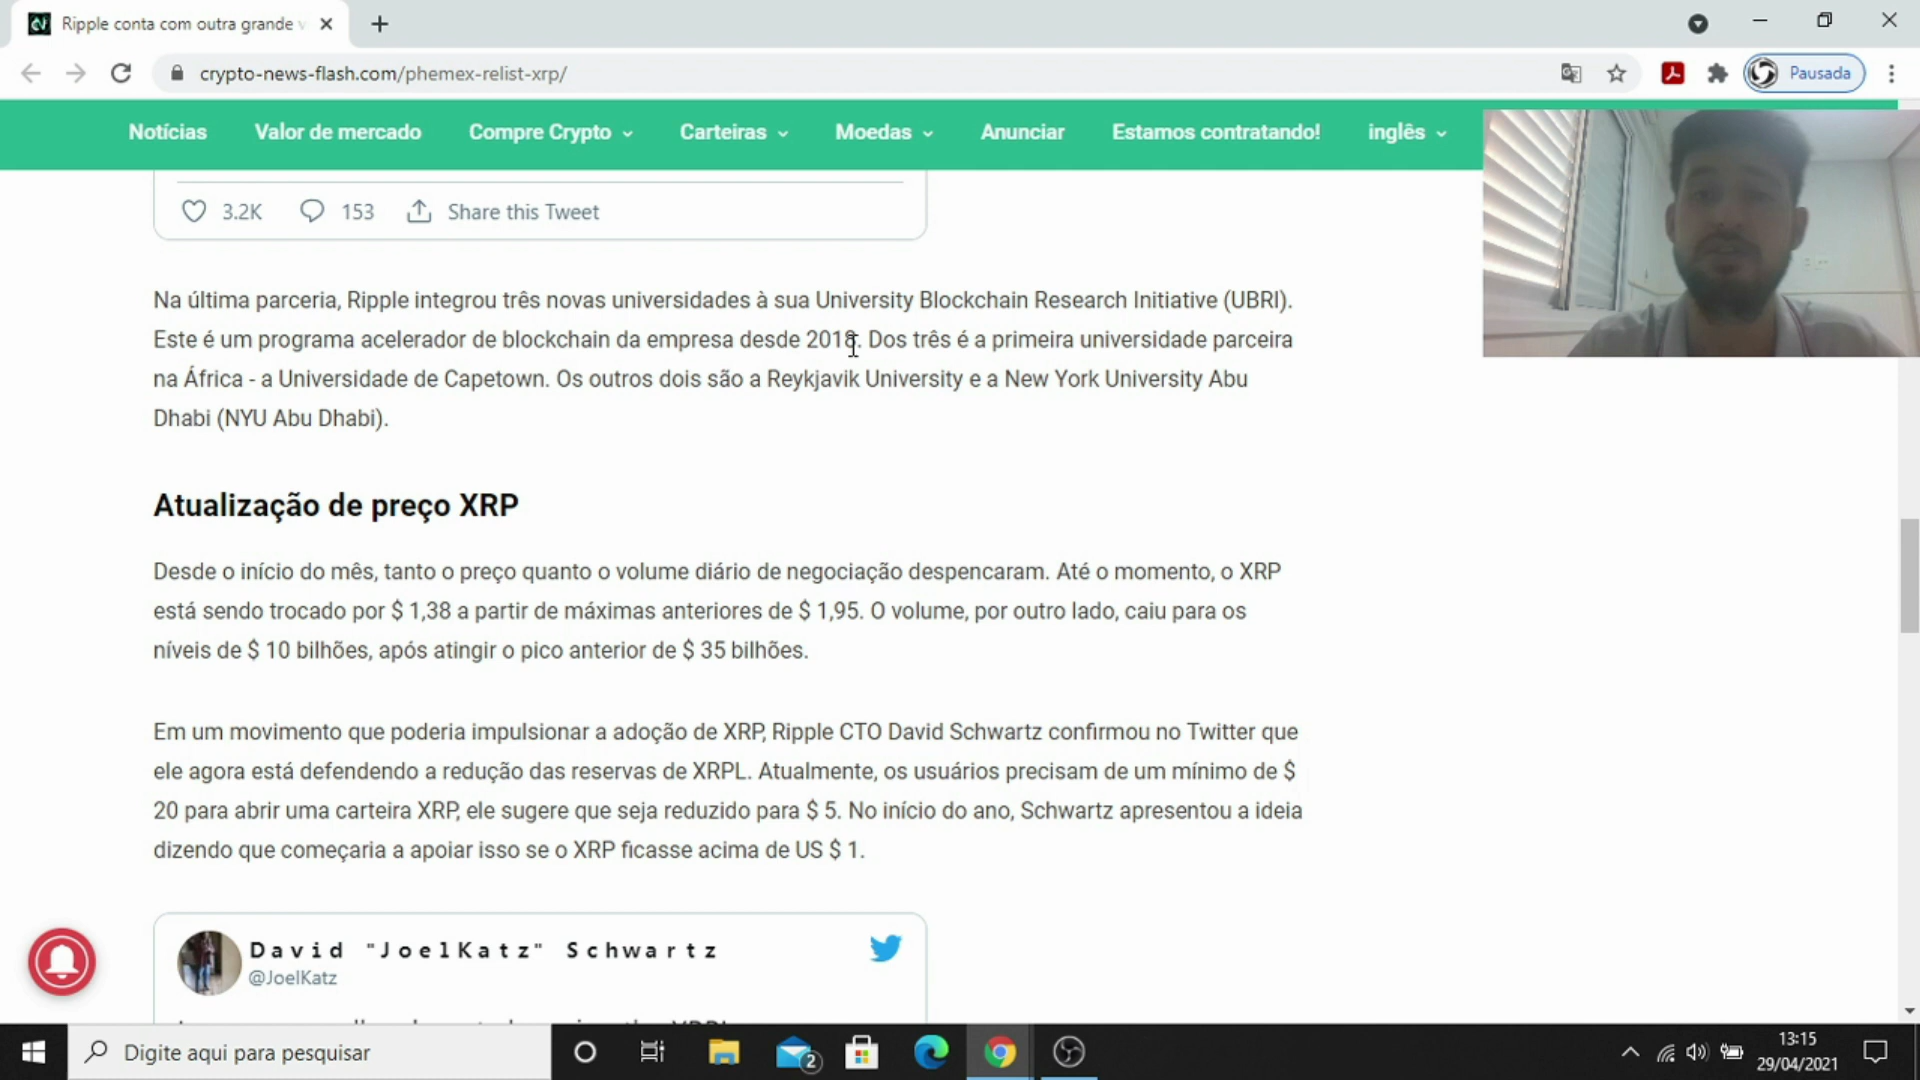 Ripple conta com outra grande v
crypto-news-flash.com/phemex-relist-xrp/
Pausada
Notícias Valor de mercado Compre Crypto Carteiras Moedas Anunciar Estamos contratando! inglês
3.2K 153 Share this Tweet
Na última parceria, Ripple integrou três novas universidades à sua University Blockchain Research Initiative (UBRI).
Este é um programa acelerador de blockchain da empresa desde 2018. Dos três é a primeira universidade parceira
na África - a Universidade de Capetown. Os outros dois são a Reykjavik University e a New York University Abu
Dhabi (NYU Abu Dhabi).
Atualização de preço XRP
Desde o início do mês, tanto o preço quanto o volume diário de negociação despencaram. Até o momento, o XRP
está sendo trocado por $ 1,38 a partir de máximas anteriores de $ 1,95. O volume, por outro lado, caiu para os
níveis de $ 10 bilhões, após atingir o pico anterior de $ 35 bilhões.
Em um movimento que poderia impulsionar a adoção de XRP, Ripple CTO David Schwartz confirmou no Twitter que
ele agora está defendendo a redução das reservas de XRPL. Atualmente, os usuários precisam de um mínimo de $
20 para abrir uma carteira XRP, ele sugere que seja reduzido para $ 5. No início do ano, Schwartz apresentou a ideia
dizendo que começaria a apoiar isso se o XRP ficasse acima de US $ 1.
David "JoelKatz" Schwartz
@JoelKatz
Digite aqui para pesquisar
2
13:15
29/04/2021